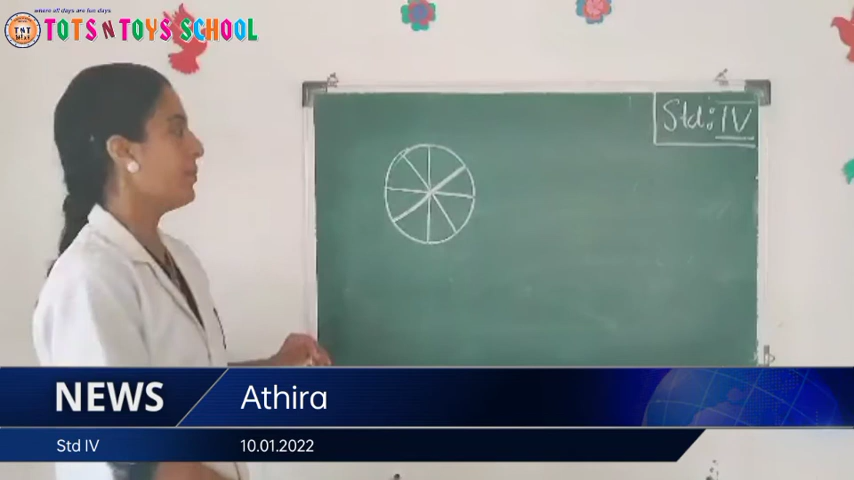 where all days are fun days
TNT
TOTS N TOYS SCHOOL
Std: IV
NEWS
Athira
Std IV
10.01.2022